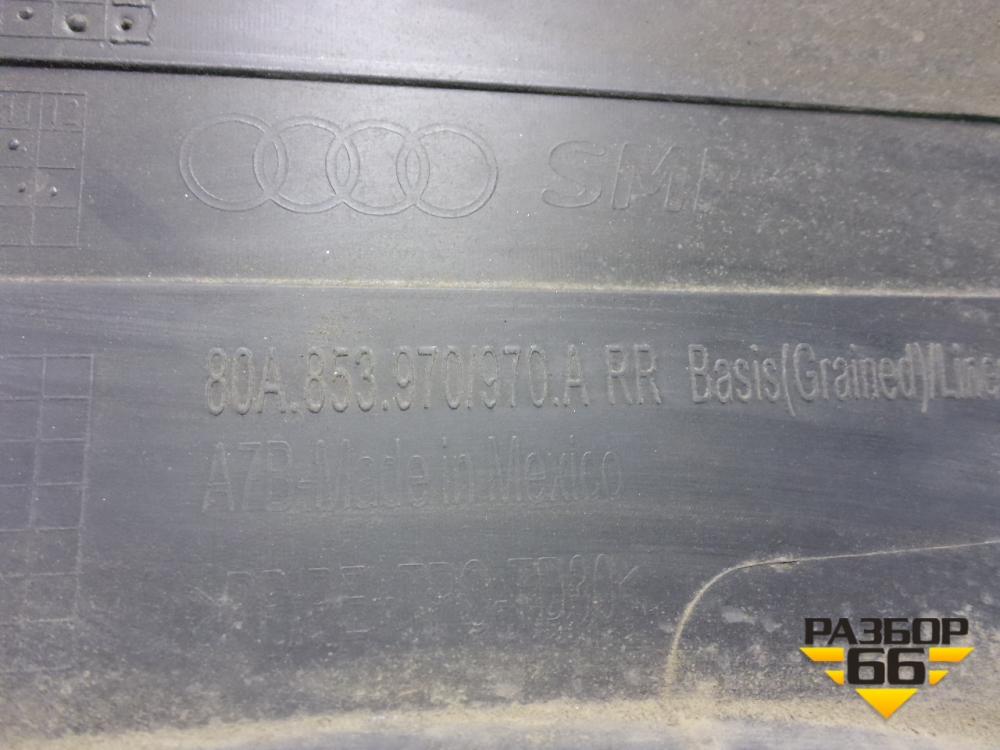 SMP
80A.853.970/970.A RR Basis(Grained)/Line
A7B-Made in Mexico
РАЗБОР
66